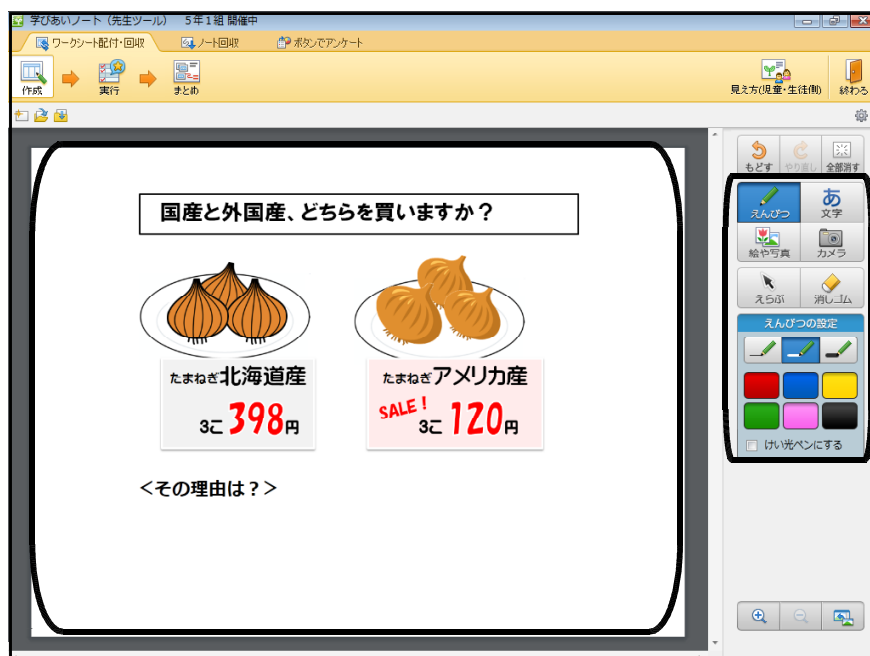 学びあいノート（先生ツール）　５年１組 開催中
ワークシート配付・回収　ノート回収　ボタンでアンケート
作成　実行　まとめ　見え方(児童・生徒側)　終わる
もどす　やり直し　全部消す
国産と外国産、どちらを買いますか？
たまねぎ北海道産
3こ 398円
たまねぎアメリカ産
SALE！
3こ 120円
＜その理由は？＞
えんぴつ　あ 文字
絵や写真　カメラ
えらぶ　消しゴム
えんぴつの設定
けい光ペンにする